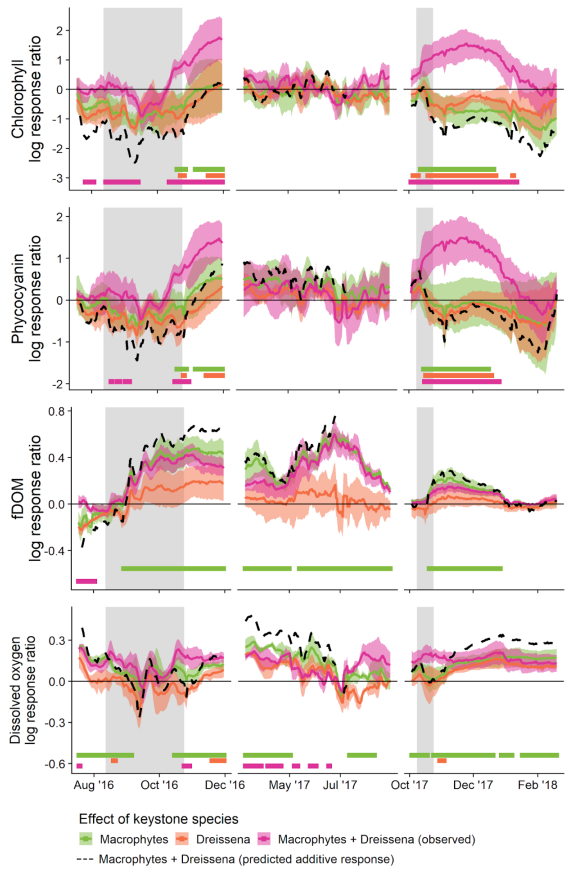 Chlorophyll
log response ratio
2
1
0
-1
-2
-3
Phycocyanin
log response ratio
2
1
0
-1
-2
fDOM
log response ratio
0.8
0.4
0.0
-0.4
Dissolved oxygen
log response ratio
0.3
0.0
-0.3
-0.6
Aug '16 Oct '16 Dec '16 May '17 Jul '17 Oct '17 Dec '17 Feb '18
Effect of keystone species
Macrophytes Dreissena Macrophytes + Dreissena (observed)
Macrophytes + Dreissena (predicted additive response)